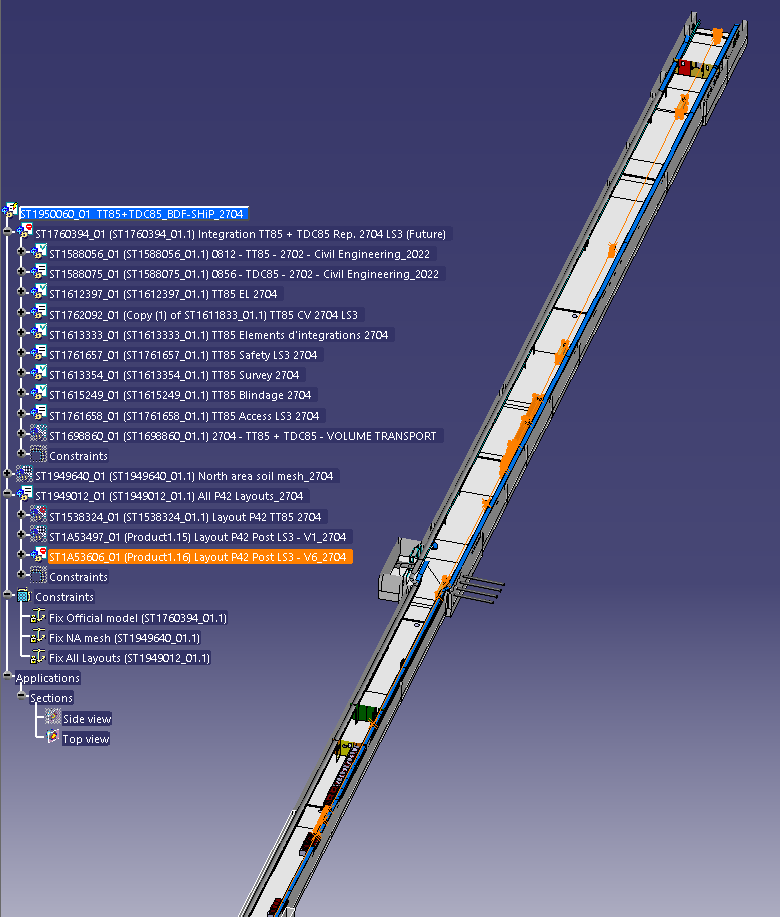 ST1950060_01 TT85+TDC85_BDF-SHiP_2704
ST1760394_01 (ST1760394_01.1) Integration TT85 + TDC85 Rep. 2704 LS3 (Future)
ST1588056_01 (ST1588056_01.1) 0812 - TT85 - 2702 - Civil Engineering_2022
ST1588075_01 (ST1588075_01.1) 0856 - TDC85 - 2702 - Civil Engineering_2022
ST1612397_01 (ST1612397_01.1) TT85 EL 2704
ST1762092_01 (Copy (1) of ST1611833_01.1) TT85 CV 2704 LS3
ST1613333_01 (ST1613333_01.1) TT85 Elements d'integrations 2704
ST1761657_01 (ST1761657_01.1) TT85 Safety LS3 2704
ST1613354_01 (ST1613354_01.1) TT85 Survey 2704
ST1615249_01 (ST1615249_01.1) TT85 Blindage 2704
ST1761658_01 (ST1761658_01.1) TT85 Access LS3 2704
ST1698860_01 (ST1698860_01.1) 2704 - TT85 + TDC85 - VOLUME TRANSPORT
Constraints
ST1949640_01 (ST1949640_01.1) North area soil mesh_2704
ST1949012_01 (ST1949012_01.1) All P42 Layouts_2704
ST1538324_01 (ST1538324_01.1) Layout P42 TT85 2704
ST1A53497_01 (Product1.15) Layout P42 Post LS3 - V1_2704
ST1A53606_01 (Product1.16) Layout P42 Post LS3 - V6_2704
Constraints
Constraints
Fix Official model (ST1760394_01.1)
Fix NA mesh (ST1949640_01.1)
Fix All Layouts (ST1949012_01.1)
Applications
Sections
Side view
Top view